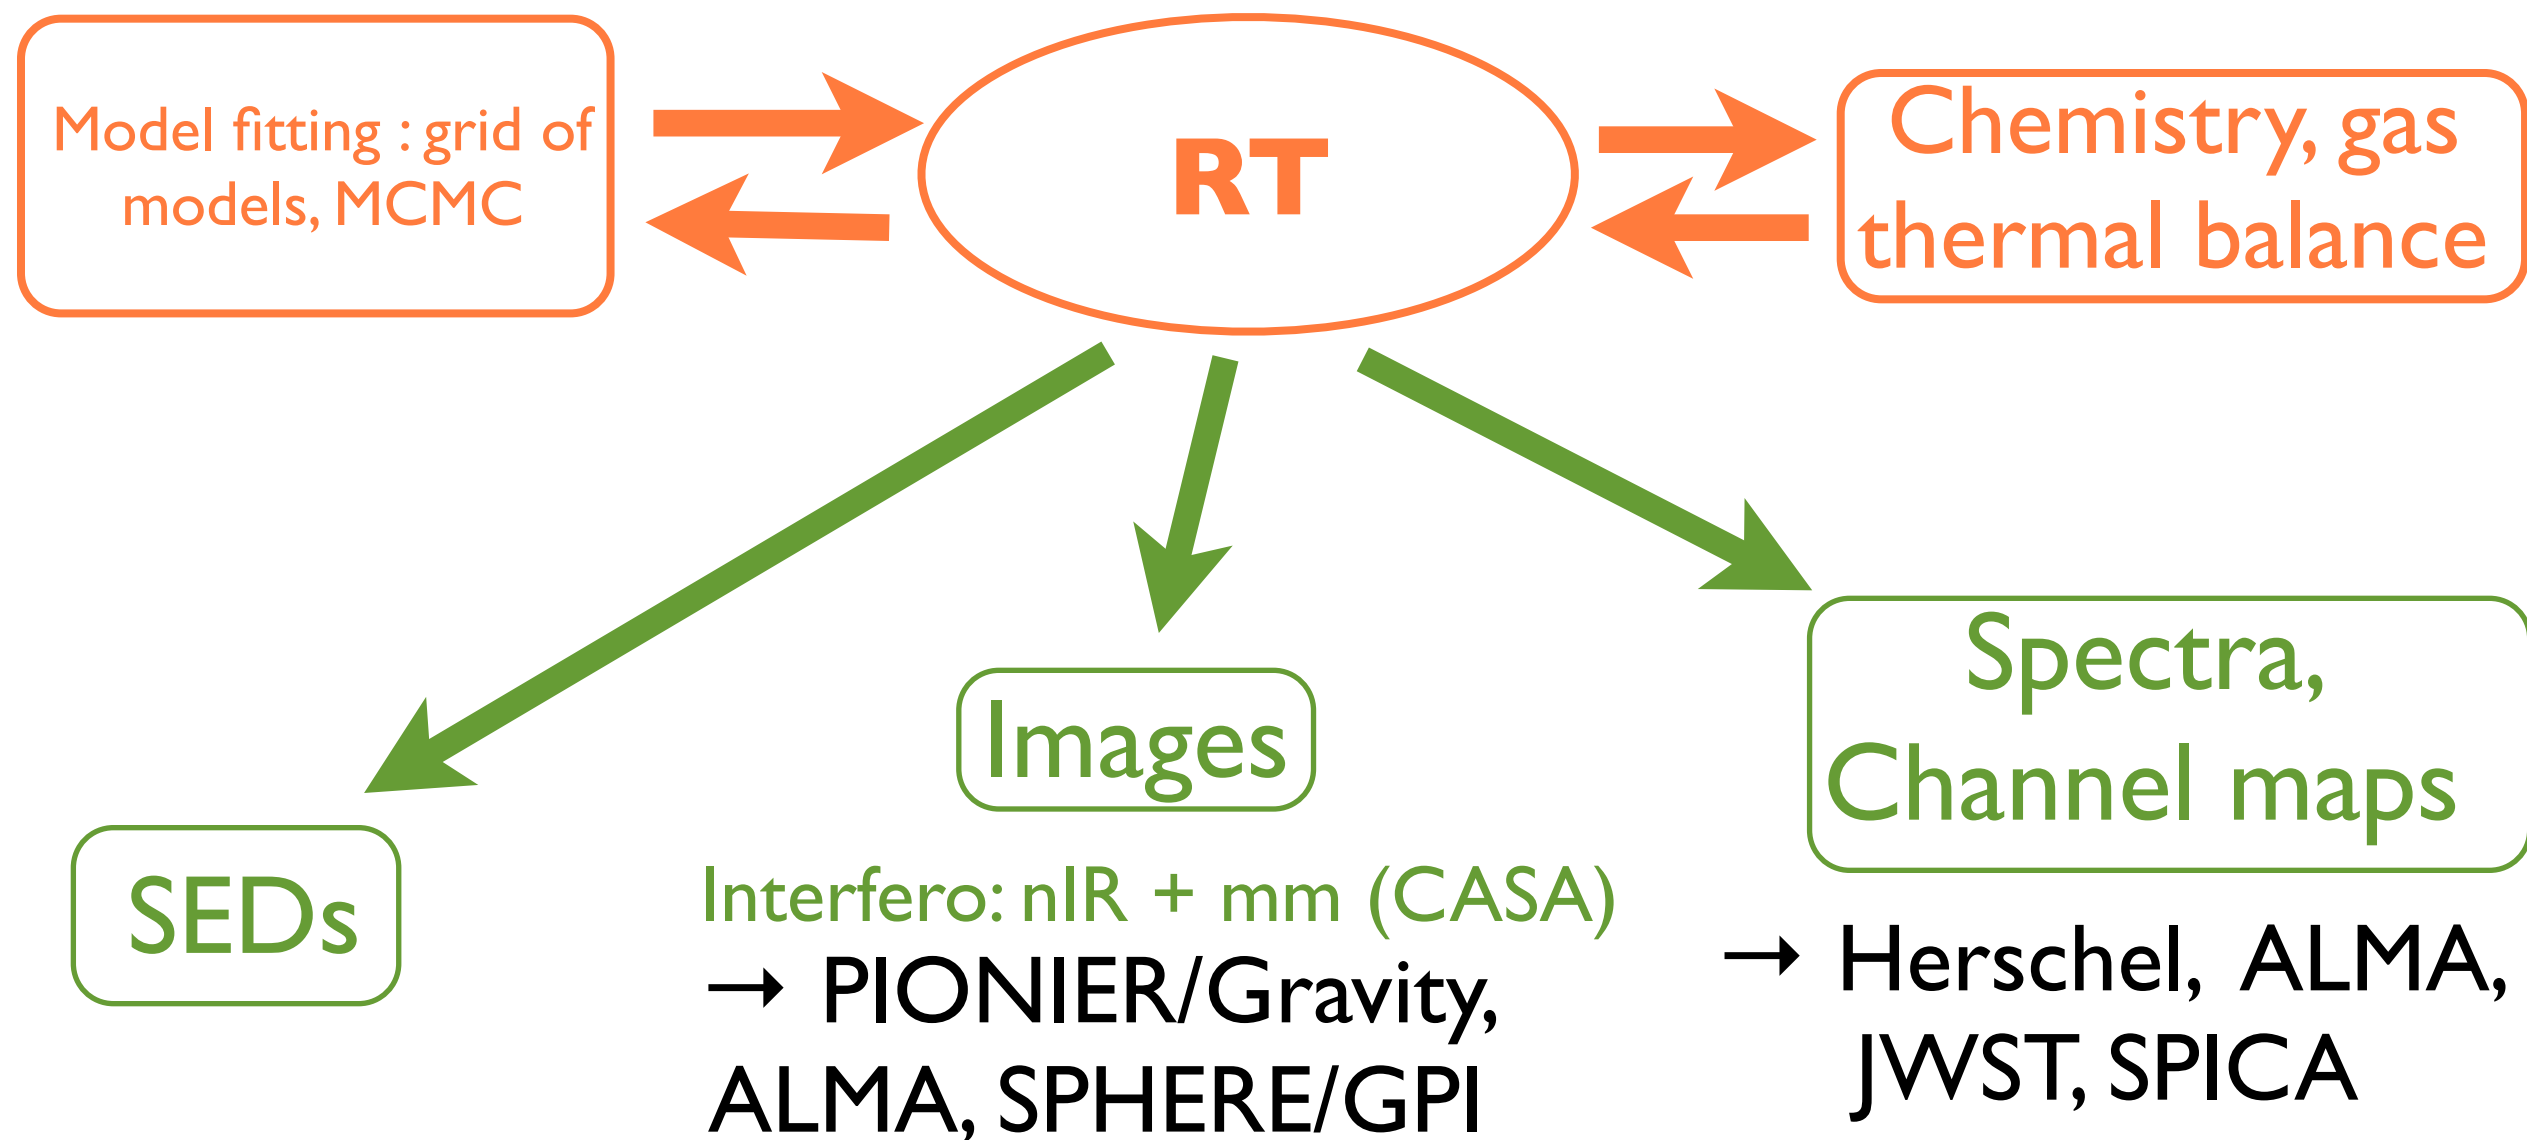 Model fitting : grid of
models, MCMC
RT
Chemistry, gas
thermal balance
SEDs
Images
Interfero: nIR + mm (CASA)
→ PIONIER/Gravity,
ALMA, SPHERE/GPI
Spectra,
Channel maps
→ Herschel, ALMA,
JWST, SPICA